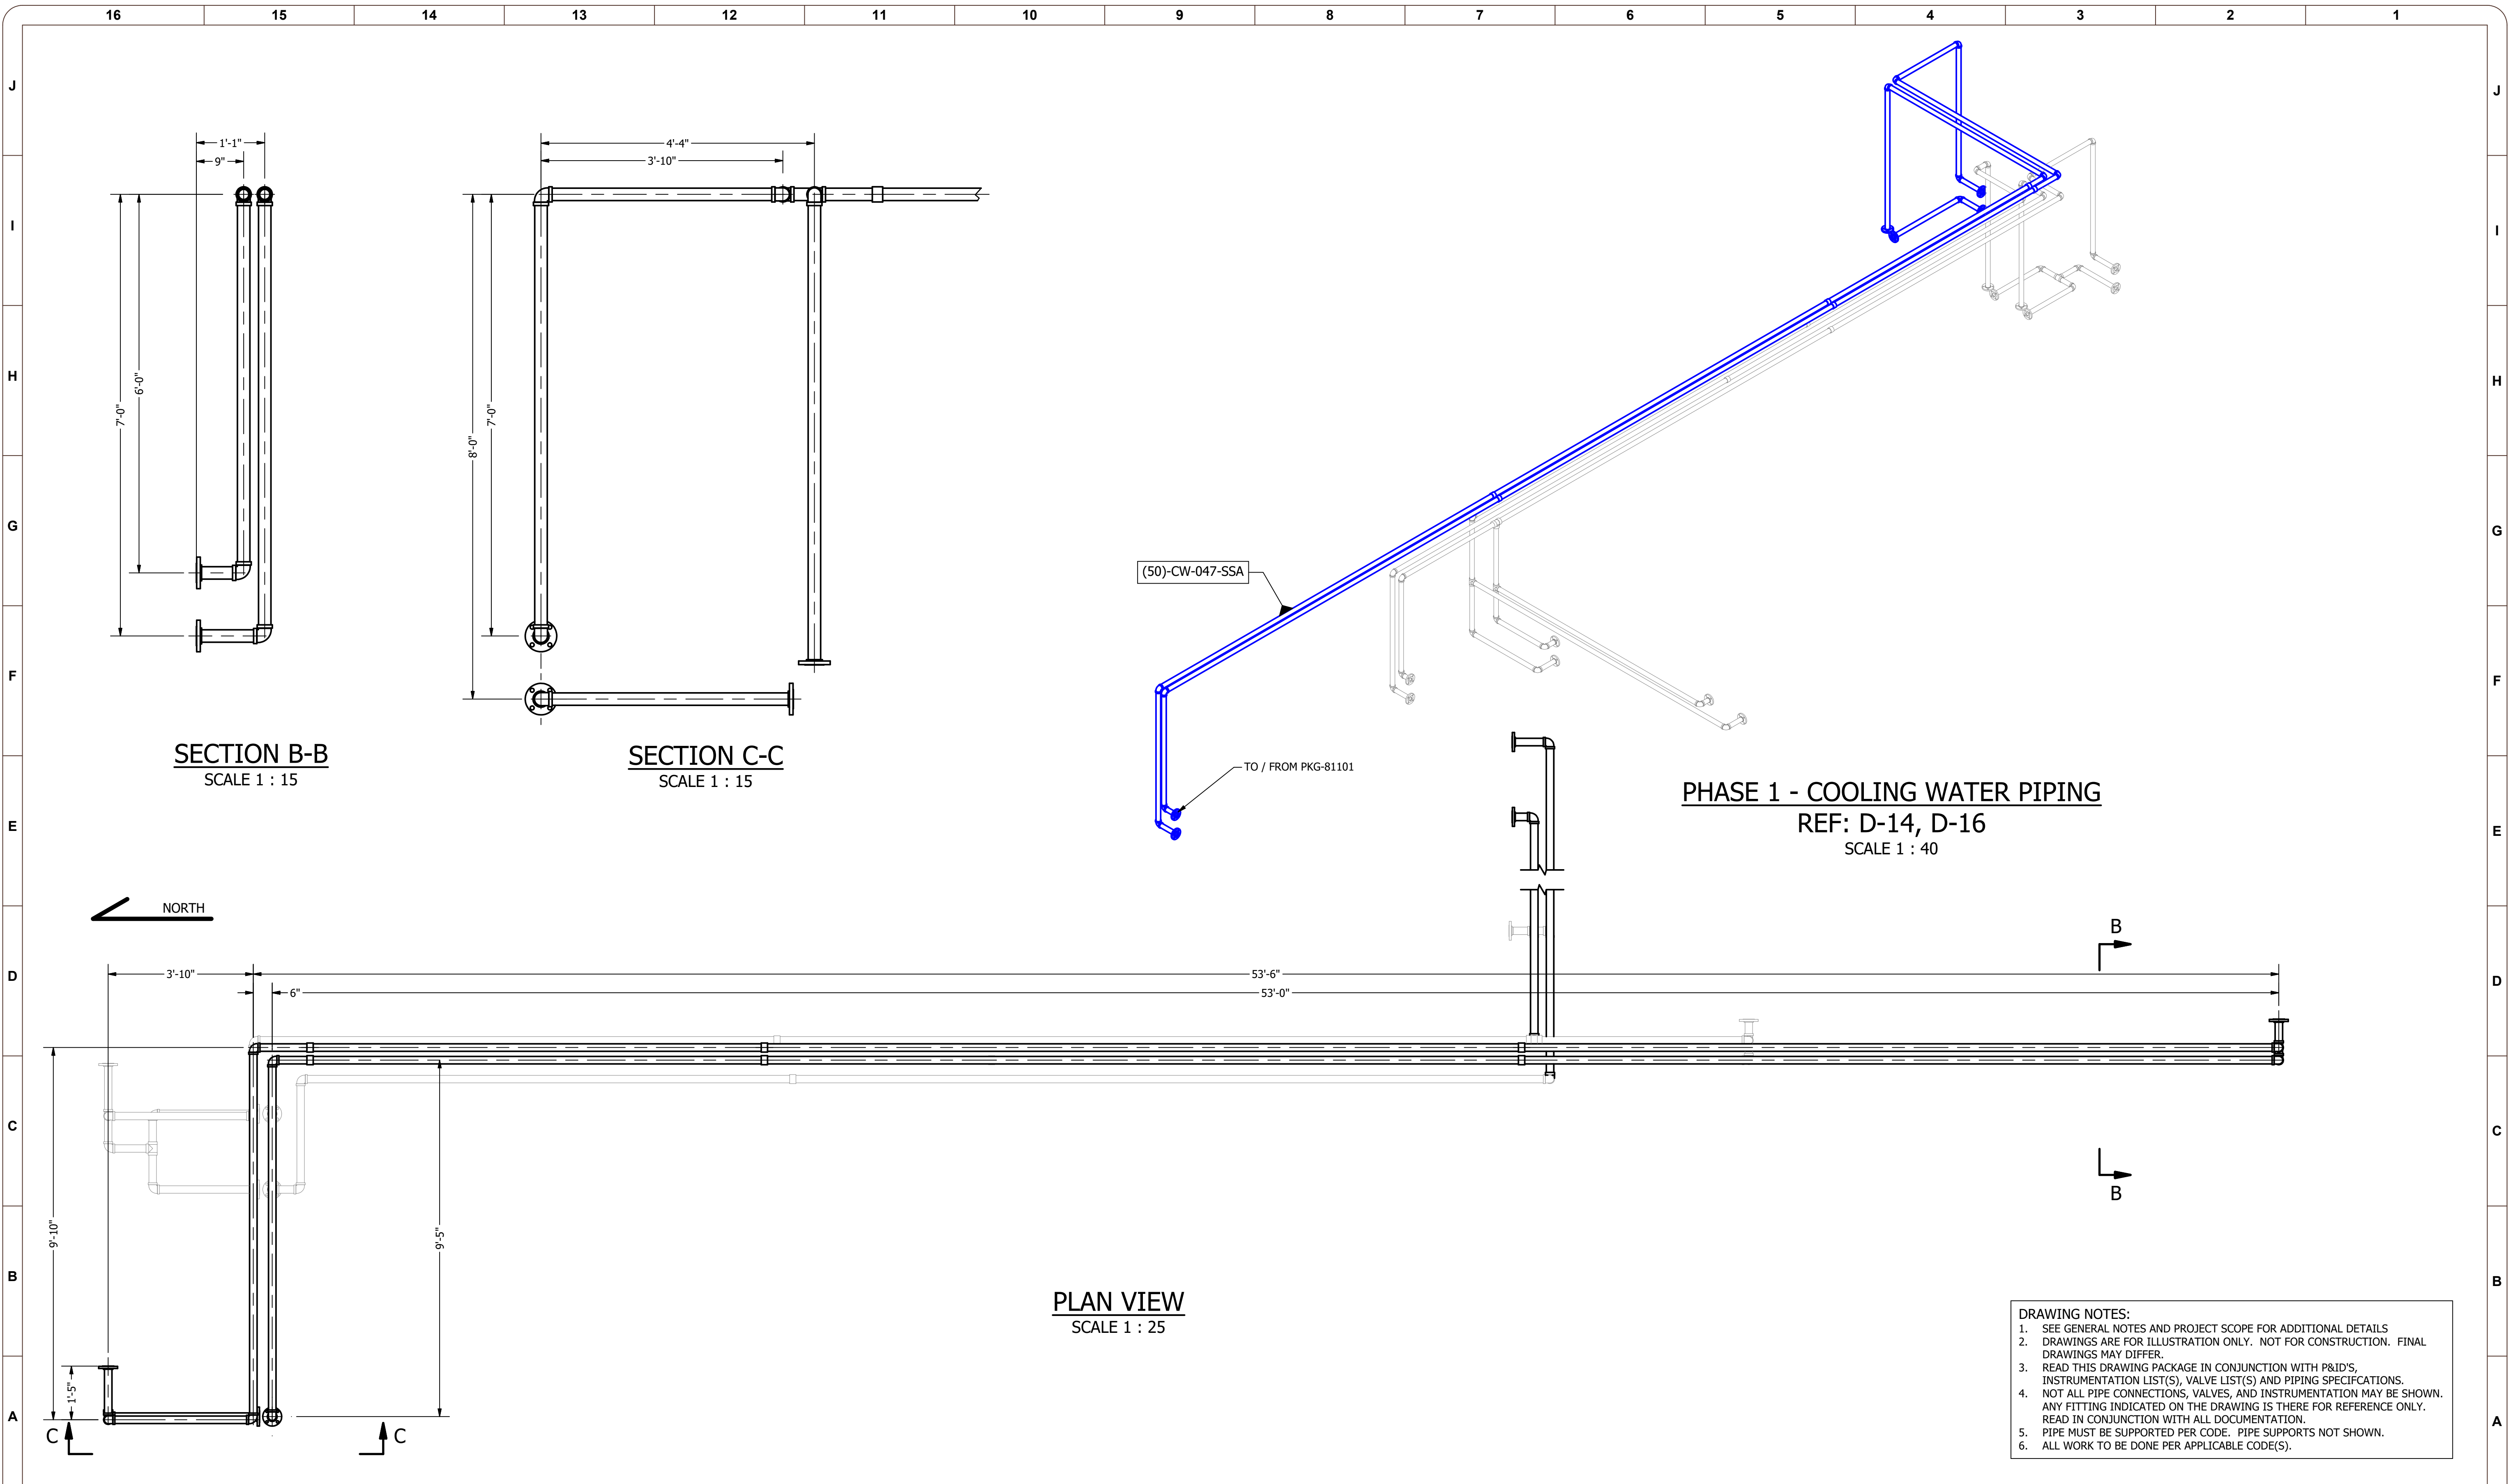 16 15 14 13 12 11 10 9 8 7 6 5 4 3 2 1
J
J
I
I
H
H
G
G
F
F
E
E
D
D
C
C
B
B
A
A
1'-1"
9"
7'-0"
6'-0"
SECTION B-B
SCALE 1 : 15
4'-4"
3'-10"
8'-0"
7'-0"
SECTION C-C
SCALE 1 : 15
(50)-CW-047-SSA
TO / FROM PKG-81101
PHASE 1 - COOLING WATER PIPING
REF: D-14, D-16
SCALE 1 : 40
NORTH
B
3'-10"
53'-6"
6"
53'-0"
9'-10"
9'-5"
1'-5"
B
C
C
PLAN VIEW
SCALE 1 : 25
DRAWING NOTES:
1. SEE GENERAL NOTES AND PROJECT SCOPE FOR ADDITIONAL DETAILS
2. DRAWINGS ARE FOR ILLUSTRATION ONLY. NOT FOR CONSTRUCTION. FINAL
DRAWINGS MAY DIFFER.
3. READ THIS DRAWING PACKAGE IN CONJUNCTION WITH P&ID'S,
INSTRUMENTATION LIST(S), VALVE LIST(S) AND PIPING SPECIFCATIONS.
4. NOT ALL PIPE CONNECTIONS, VALVES, AND INSTRUMENTATION MAY BE SHOWN.
ANY FITTING INDICATED ON THE DRAWING IS THERE FOR REFERENCE ONLY.
READ IN CONJUNCTION WITH ALL DOCUMENTATION.
5. PIPE MUST BE SUPPORTED PER CODE. PIPE SUPPORTS NOT SHOWN.
6. ALL WORK TO BE DONE PER APPLICABLE CODE(S).